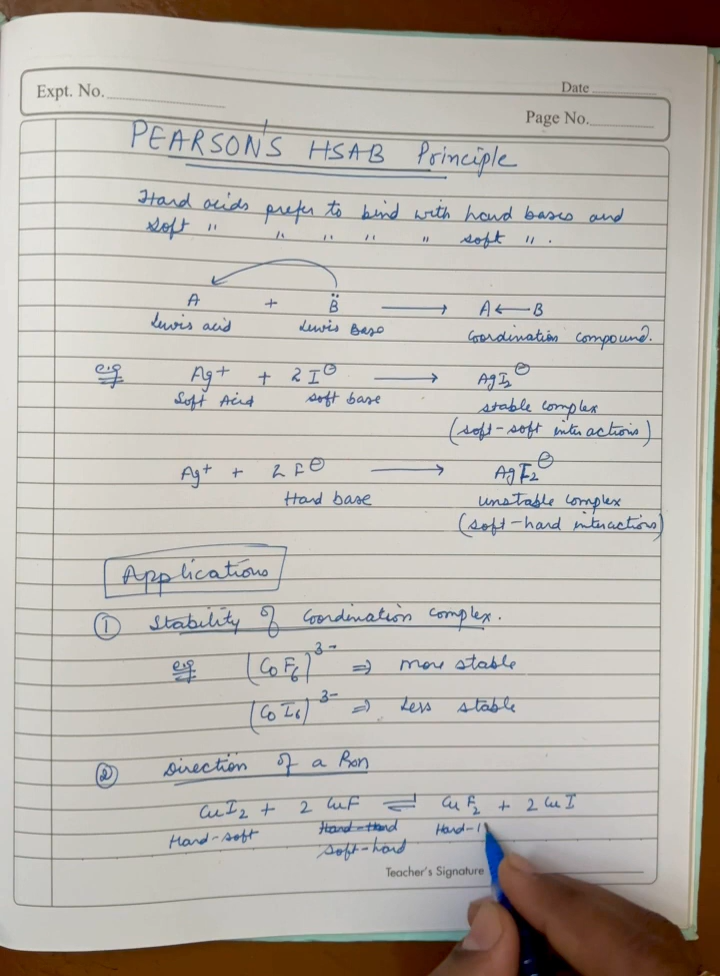 Expt. No.
Date
Page No.
PEARSON'S HSAB Principle
Hard acids prefer to bind with hard bases and
soft " " " " " soft " .
A + B̈ ⟶ A ← B
Lewis acid Lewis Base Coordination compound.
e.g Ag+ + 2 I⊖ ⟶ AgI2⊖
Soft Acid soft base stable complex
(soft-soft interactions)
Ag+ + 2 F⊖ ⟶ AgF2⊖
Hard base unstable complex
(soft-hard interactions)
Applications
① Stability of Coordination complex.
e.g [CoF6]3- ⇒ more stable
[CoI6]3- ⇒ Less stable
② Direction of a Rxn
CuI2 + 2 CuF ⇌ CuF2 + 2 CuI
Hard-soft Hard-Hard Hard-
soft-hard
Teacher's Signature